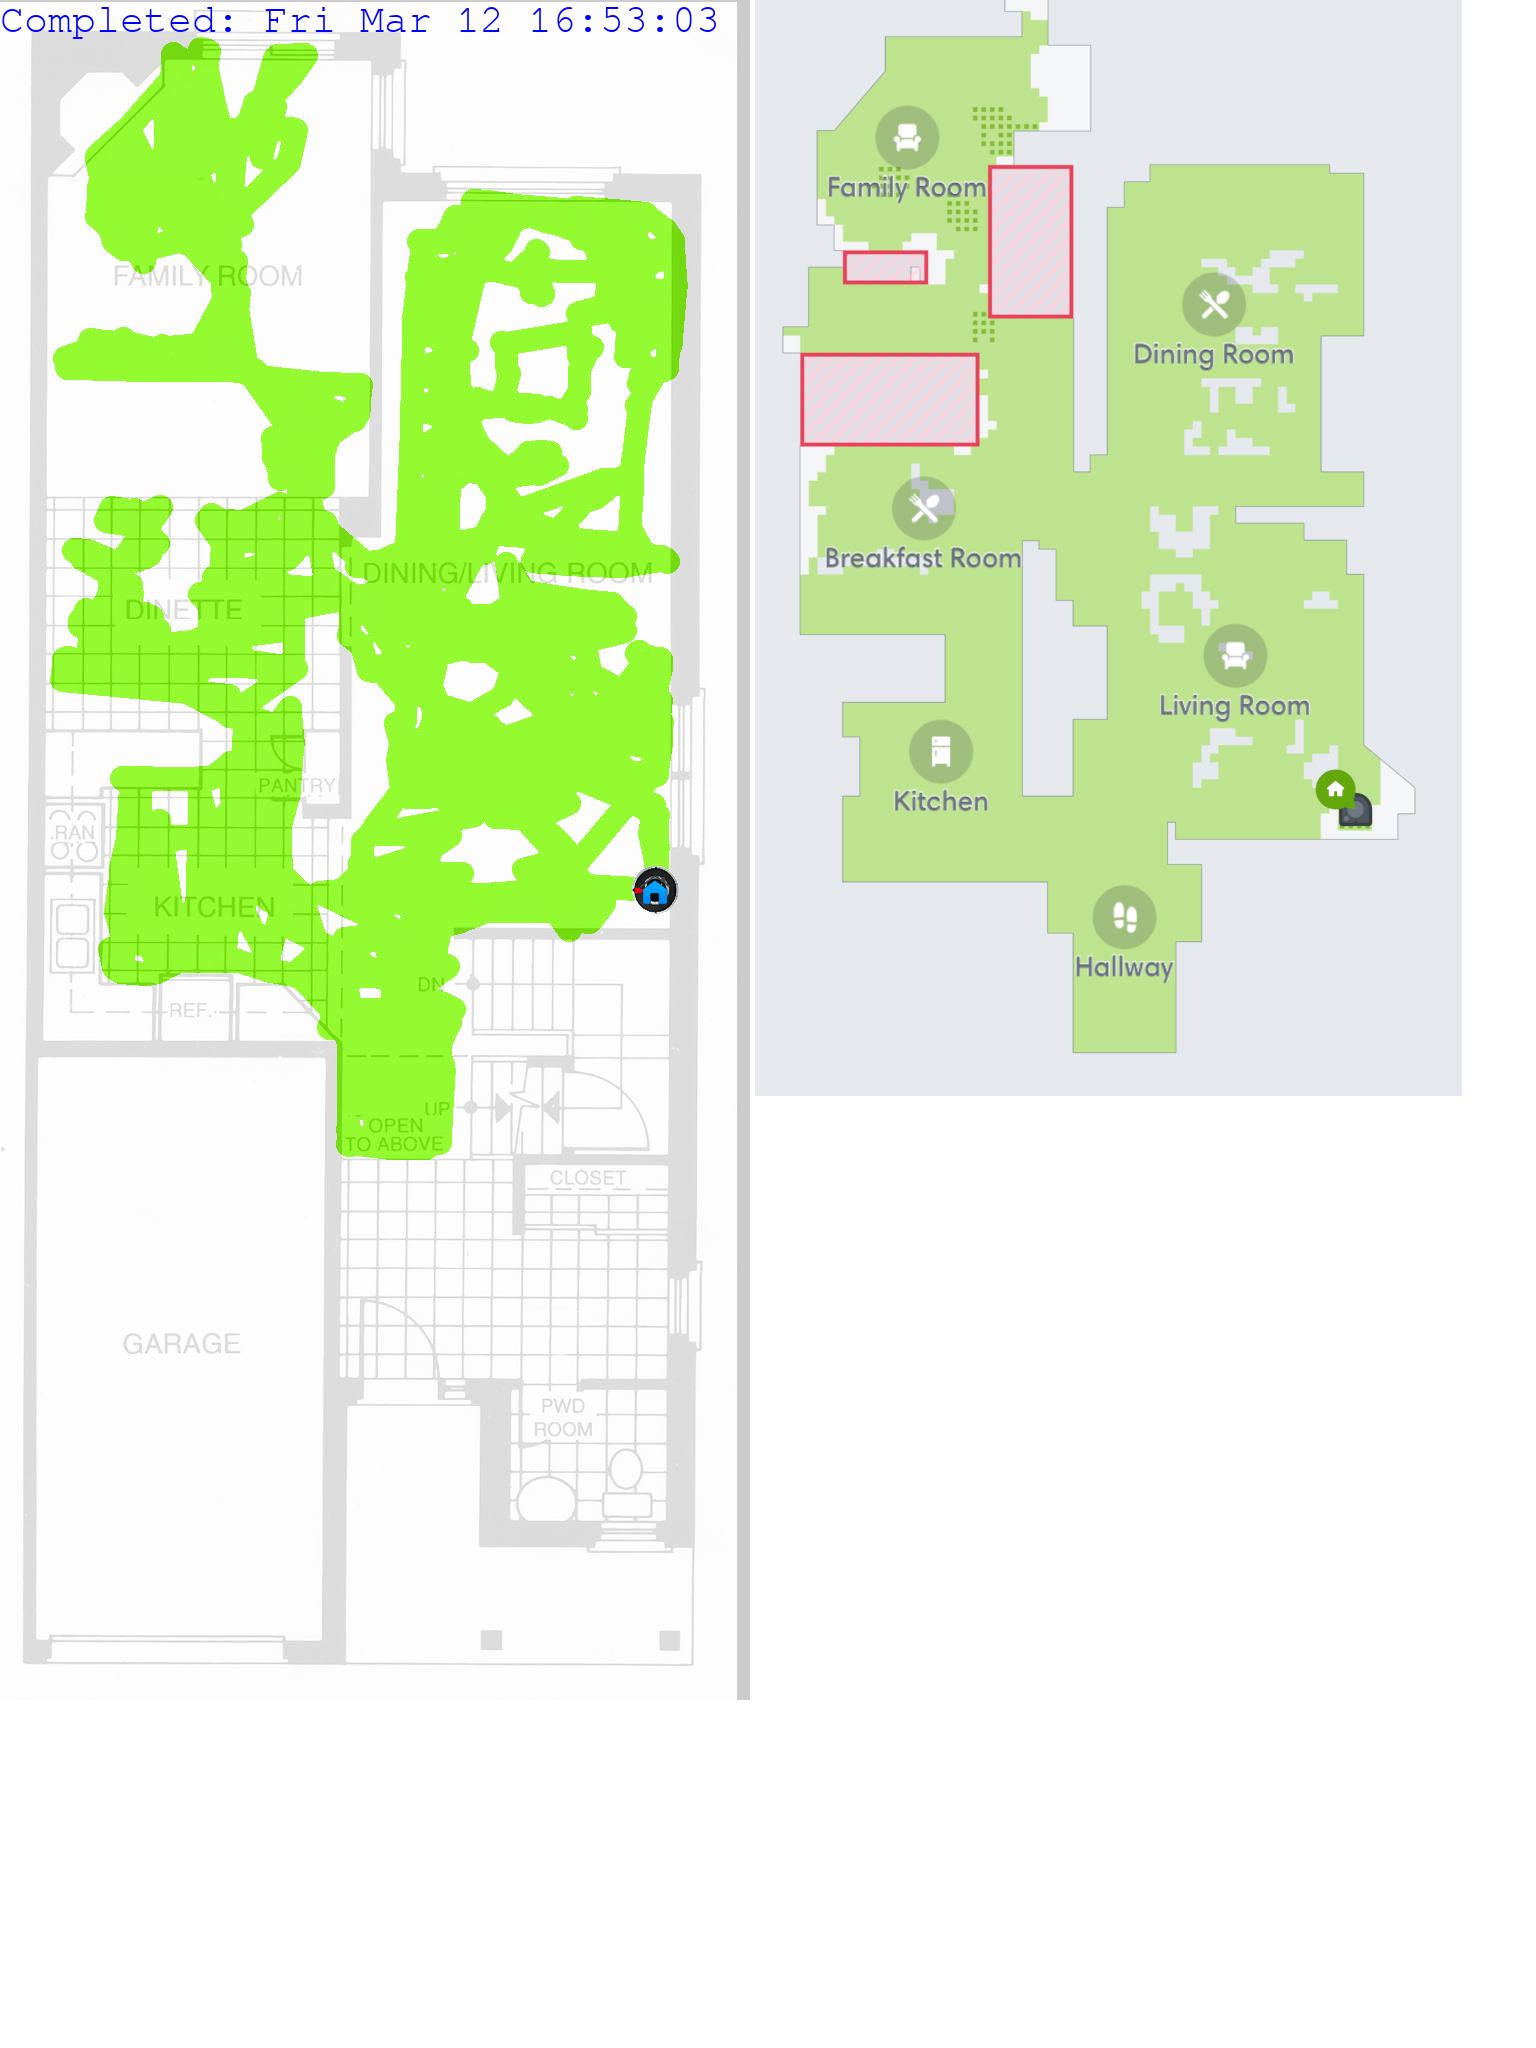 Completed: Fri Mar 12 16:53:03
FAMILY ROOM
DINING/LIVING ROOM
DINETTE
PANTRY
RAN
KITCHEN
DN
REF.
UP
OPEN
TO ABOVE
CLOSET
GARAGE
PWD
ROOM
Family Room
Dining Room
Breakfast Room
Living Room
Kitchen
Hallway